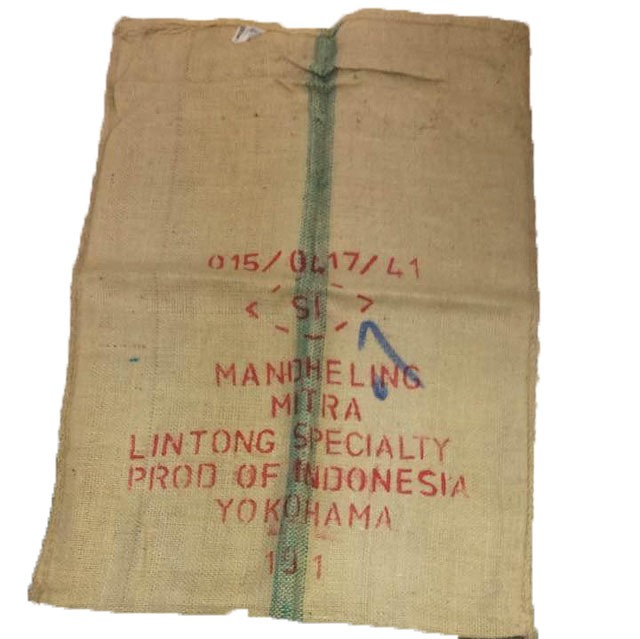 015/0417/41
< SI >
MANDHELING
MITRA
LINTONG SPECIALTY
PROD OF INDONESIA
YOKOHAMA
191